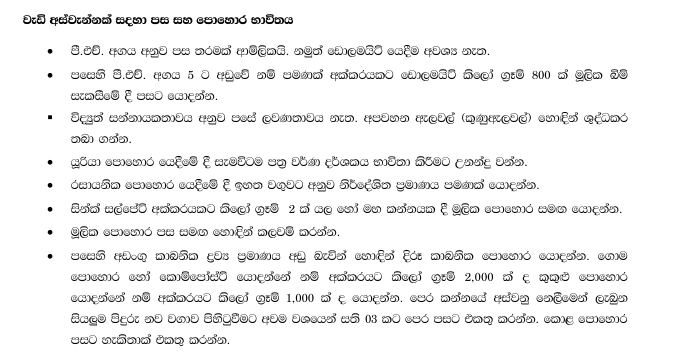 වැඩි අස්වැන්නක් සදහා පස සහ පොහොර භාවිතය
• පී.එච්. අගය අනුව පස තරමක් ආම්ලිකයි. නමුත් ඩොලමයිට් යෙදීම අවශ්‍ය නැත.
• පසෙහි පී.එච්. අගය 5 ට අඩුවේ නම් පමණක් අක්කරයකට ඩොලමයිට් කිලෝ ග්‍රෑම් 800 ක් මූලික බිම්
සැකසීමේ දී පසට යොදන්න.
▪ විද්‍යුත් සන්නායකතාවය අනුව පසේ ලවණතාවය නැත. අපවහන ඇලවල් (කුණුඇලවල්) හොඳින් ශුද්ධකර
තබා ගන්න.
• යූරියා පොහොර යෙදීමේ දී සැමවිටම පත්‍ර වර්ණ දර්ශකය භාවිතා කිරීමට උනන්දු වන්න.
• රසායනික පොහොර යෙදීමේ දී ඉහත වගුවට අනුව නිර්දේශිත ප්‍රමාණය පමණක් යොදන්න.
• සින්ක් සල්පේට් අක්කරයකට කිලෝ ග්‍රෑම් 2 ක් යල හෝ මහ කන්නයක දී මූලික පොහොර සමඟ යොදන්න.
• මූලික පොහොර පස සමඟ හොඳින් කලවම් කරන්න.
• පසෙහි අඩංගු කාබනික ද්‍රව්‍ය ප්‍රමාණය අඩු බැවින් හොඳින් දිරූ කාබනික පොහොර යොදන්න. ගොම
පොහොර හෝ කොම්පෝස්ට් යොදන්නේ නම් අක්කරයට කිලෝ ග්‍රෑම් 2,000 ක් ද කුකුළු පොහොර
යොදන්නේ නම් අක්කරයට කිලෝ ග්‍රෑම් 1,000 ක් ද යොදන්න. පෙර කන්නයේ අස්වනු නෙලීමෙන් ලැබුන
සියලුම පිදුරු නව වගාව පිහිටුවීමට අවම වශයෙන් සති 03 කට පෙර පසට එකතු කරන්න. කොළ පොහොර
පසට හැකිතාක් එකතු කරන්න.